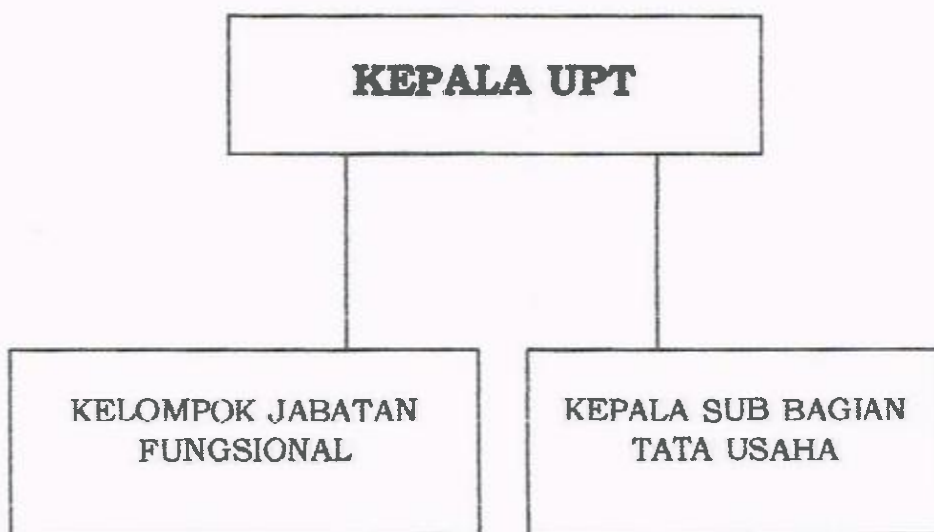 KEPALA UPT
KELOMPOK JABATAN
FUNGSIONAL
KEPALA SUB BAGIAN
TATA USAHA